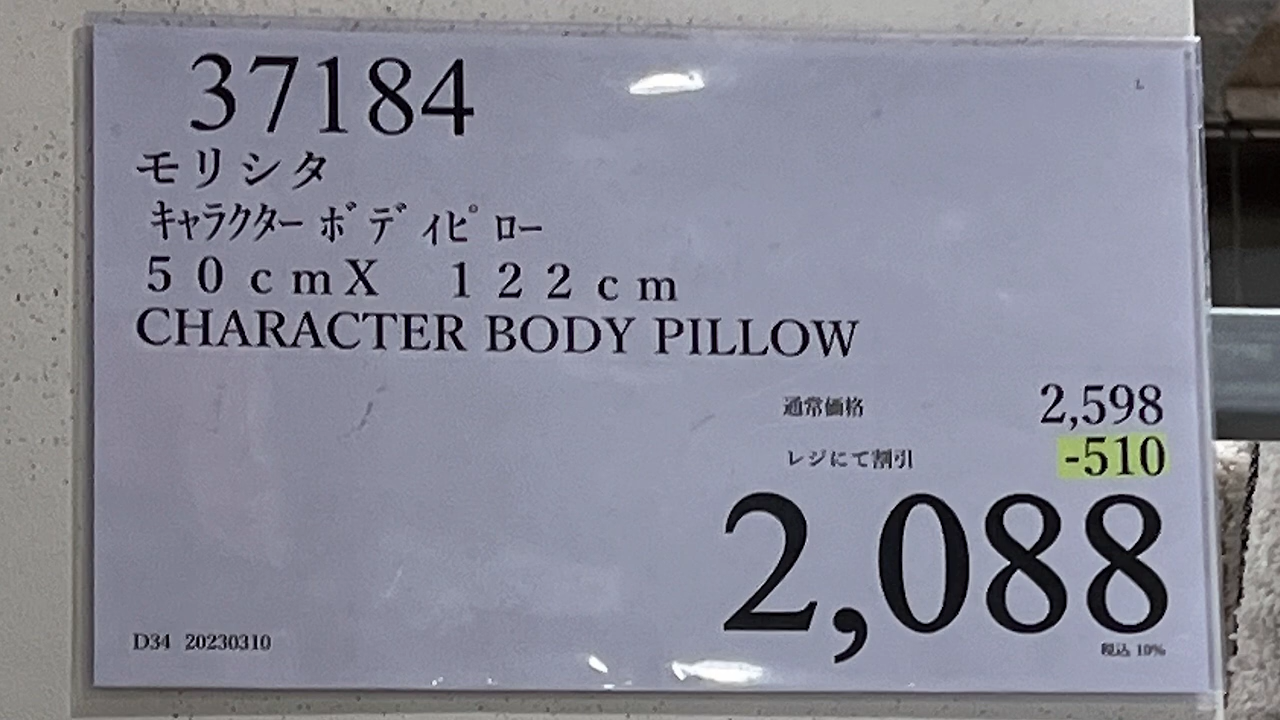 L
37184
モリシタ
キャラクターボディピロー
50cmX 122cm
CHARACTER BODY PILLOW
通常価格 2,598
レジにて割引 -510
2,088
D34 20230310 税込 10%